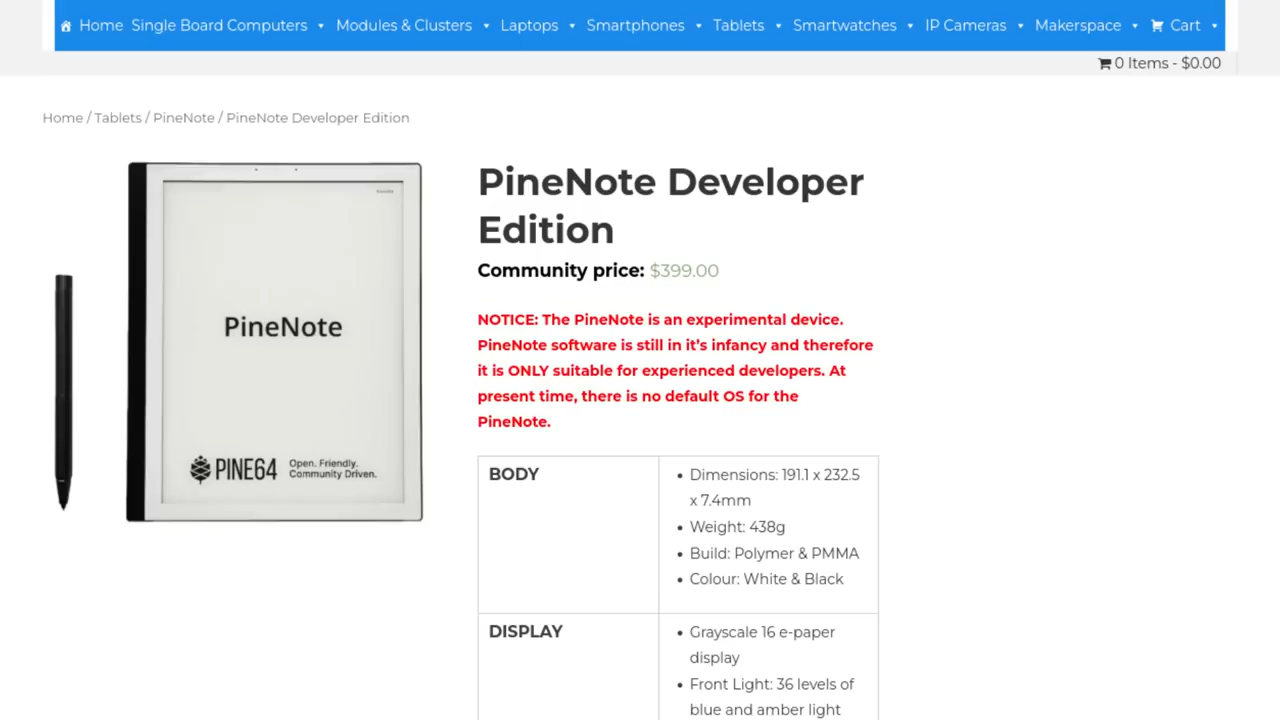 Home Single Board Computers Modules & Clusters Laptops Smartphones Tablets Smartwatches IP Cameras Makerspace Cart
0 Items - $0.00
Home / Tablets / PineNote / PineNote Developer Edition
PineNote
PINE64
Open. Friendly.
Community Driven.
PineNote Developer
Edition
Community price: $399.00
NOTICE: The PineNote is an experimental device.
PineNote software is still in it’s infancy and therefore
it is ONLY suitable for experienced developers. At
present time, there is no default OS for the
PineNote.
BODY
• Dimensions: 191.1 x 232.5
x 7.4mm
• Weight: 438g
• Build: Polymer & PMMA
• Colour: White & Black
DISPLAY
• Grayscale 16 e-paper
display
• Front Light: 36 levels of
blue and amber light